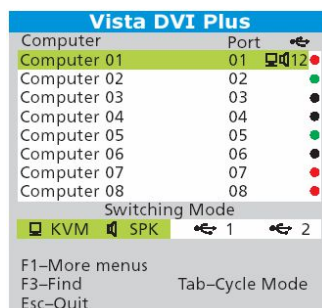 Vista DVI Plus
Computer Port
Computer 01 01 12
Computer 02 02
Computer 03 03
Computer 04 04
Computer 05 05
Computer 06 06
Computer 07 07
Computer 08 08
Switching Mode
KVM SPK 1 2
F1–More menus
F3–Find Tab–Cycle Mode
Esc–Quit